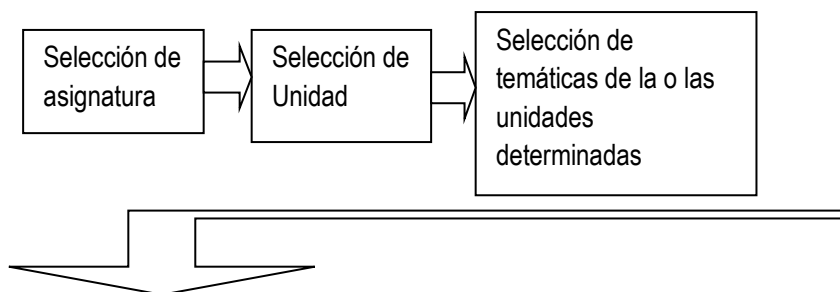 Selección de
asignatura
Selección de
Unidad
Selección de
temáticas de la o las
unidades
determinadas